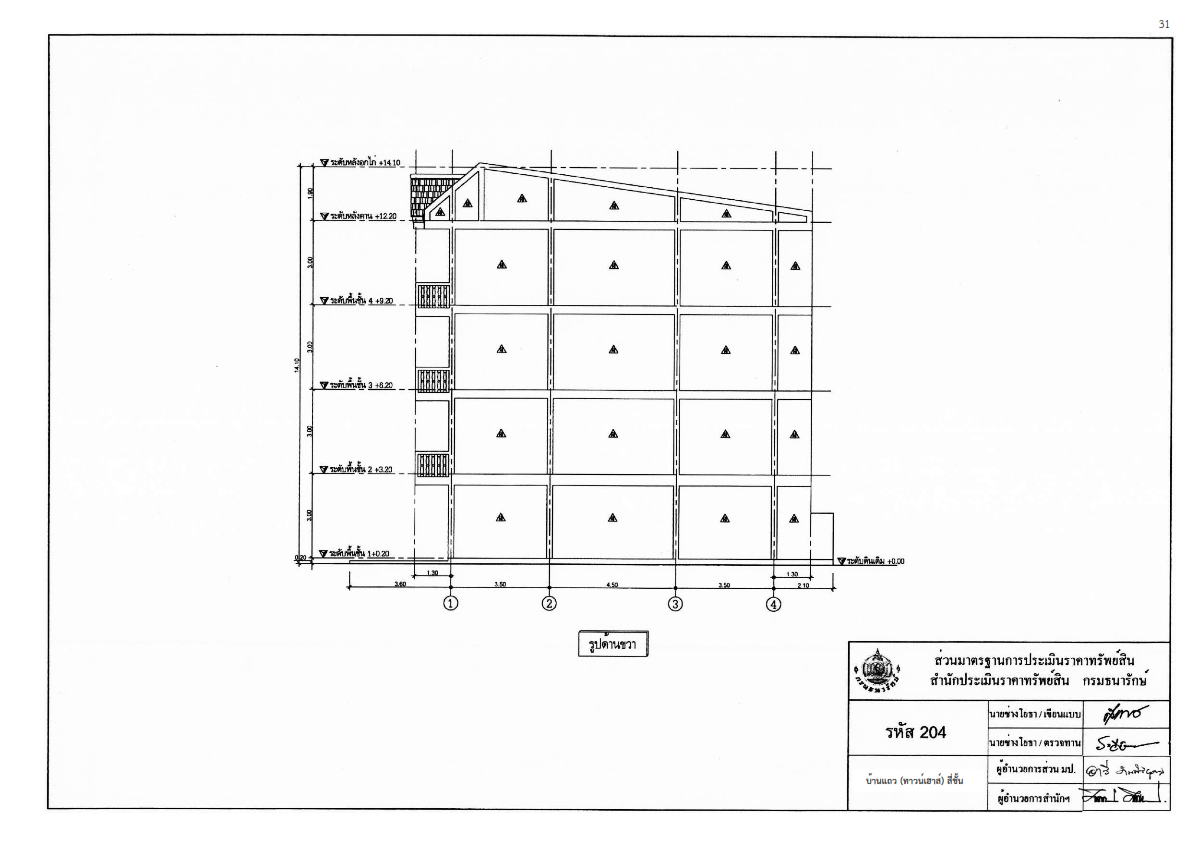 31
ระดับหลังอกไก่ +14.10
1.90
ระดับหลังคาน +12.20
3.00
ระดับพื้นชั้น 4 +9.20
3.00
14.10
ระดับพื้นชั้น 3 +6.20
3.00
ระดับพื้นชั้น 2 +3.20
3.00
0.20
ระดับพื้นชั้น 1+0.20
ระดับดินเดิม +0.00
1.30
1.30
3.60
3.50
4.50
3.50
2.10
1
2
3
4
รูปด้านขวา
ส่วนมาตรฐานการประเมินราคาทรัพย์สิน
สำนักประเมินราคาทรัพย์สิน กรมธนารักษ์
กรมธนารักษ์
รหัส 204
นายช่างโยธา / เขียนแบบ
นายช่างโยธา / ตรวจทาน
บ้านแถว (ทาวน์เฮาส์) สี่ชั้น
ผู้อำนวยการส่วน มป.
ผู้อำนวยการสำนักฯ